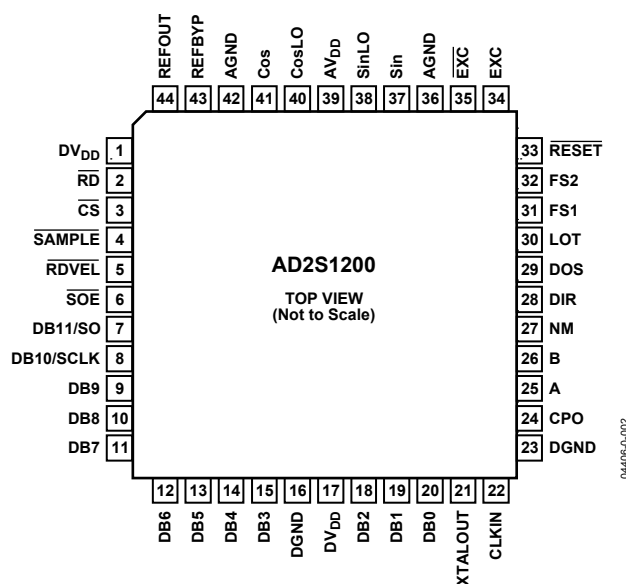 REFOUT
REFBYP
AGND
Cos
CosLO
AVDD
SinLO
Sin
AGND
EXC
EXC
44
43
42
41
40
39
38
37
36
35
34
DVDD 1
RD 2
CS 3
SAMPLE 4
RDVEL 5
SOE 6
DB11/SO 7
DB10/SCLK 8
DB9 9
DB8 10
DB7 11
AD2S1200
TOP VIEW
(Not to Scale)
33 RESET
32 FS2
31 FS1
30 LOT
29 DOS
28 DIR
27 NM
26 B
25 A
24 CPO
23 DGND
12
13
14
15
16
17
18
19
20
21
22
DB6
DB5
DB4
DB3
DGND
DVDD
DB2
DB1
DB0
XTALOUT
CLKIN
04406-0-002